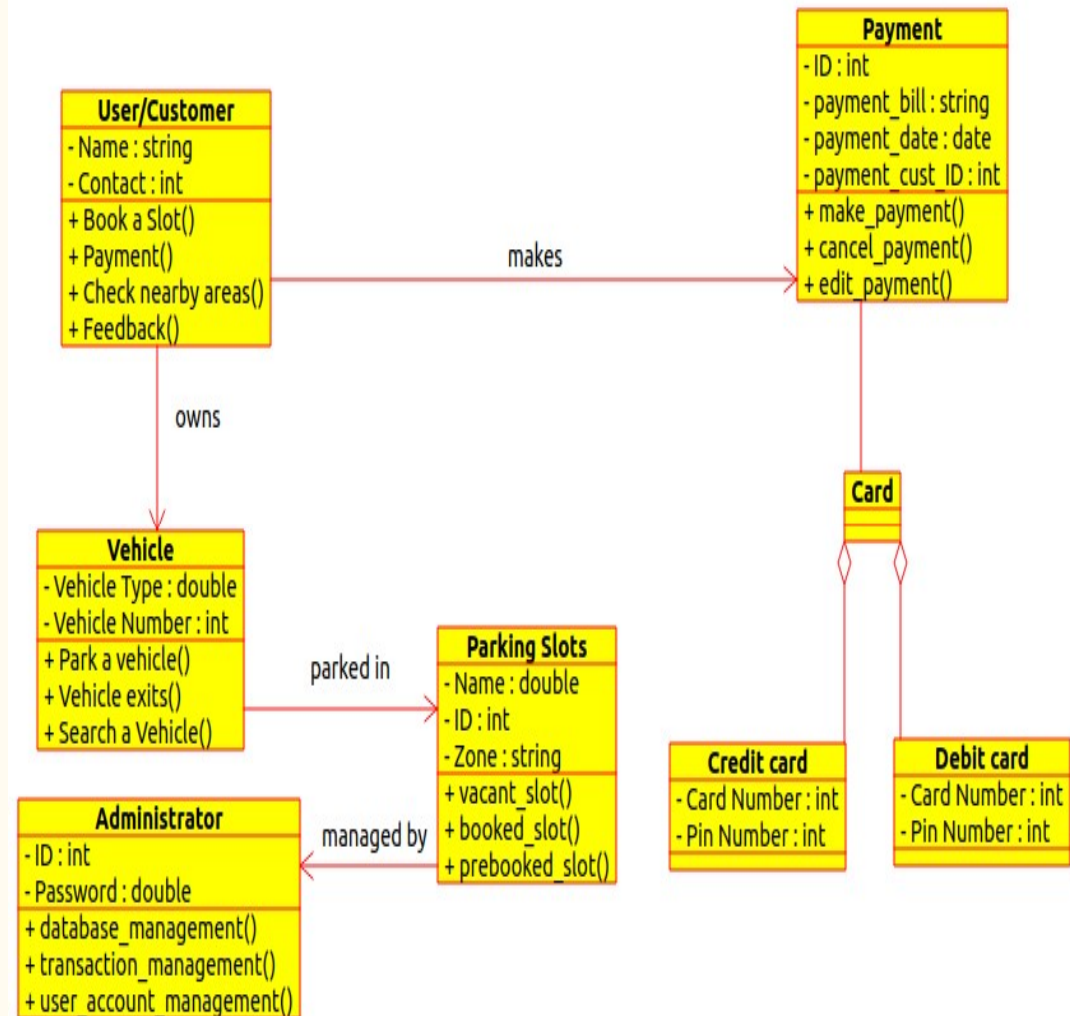 Payment
- ID : int
- payment_bill : string
- payment_date : date
- payment_cust_ID : int
+ make_payment()
+ cancel_payment()
+ edit_payment()
User/Customer
- Name : string
- Contact : int
+ Book a Slot()
+ Payment()
+ Check nearby areas()
+ Feedback()
makes
owns
Card
Vehicle
- Vehicle Type : double
- Vehicle Number : int
+ Park a vehicle()
+ Vehicle exits()
+ Search a Vehicle()
parked in
Parking Slots
- Name : double
- ID : int
- Zone : string
+ vacant_slot()
+ booked_slot()
+ prebooked_slot()
managed by
Administrator
- ID : int
- Password : double
+ database_management()
+ transaction_management()
+ user_account_management()
Credit card
- Card Number : int
- Pin Number : int
Debit card
- Card Number : int
- Pin Number : int